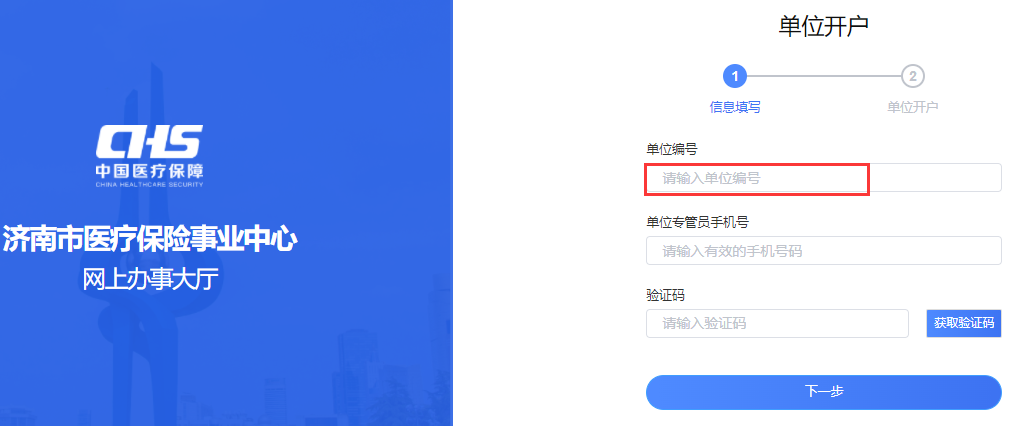 CHS
中国医疗保障
CHINA HEALTHCARE SECURITY
济南市医疗保险事业中心
网上办事大厅
单位开户
1
2
信息填写
单位开户
单位编号
请输入单位编号
单位专管员手机号
请输入有效的手机号码
验证码
请输入验证码
获取验证码
下一步